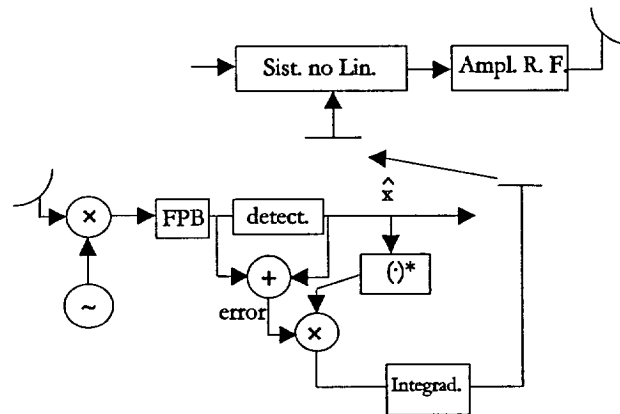 Sist. no Lin.
Ampl. R. F.
×
FPB
detect.
x̂
~
+
(·)*
error
×
Integrad.